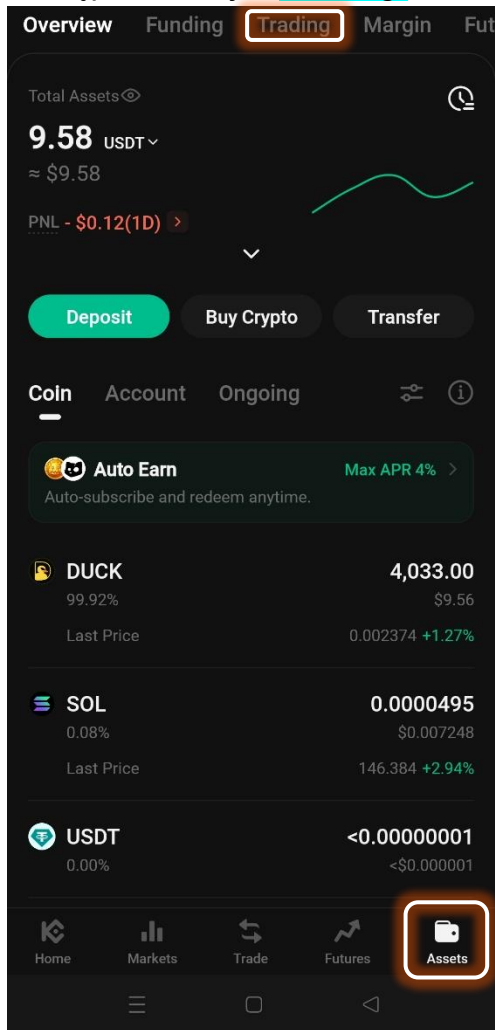 Overview Funding Trading Margin Fut
Total Assets
9.58 USDT
≈ $9.58
PNL - $0.12(1D) >
Deposit Buy Crypto Transfer
Coin Account Ongoing
Auto Earn Max APR 4% >
Auto-subscribe and redeem anytime.
DUCK 4,033.00
99.92% $9.56
Last Price 0.002374 +1.27%
SOL 0.0000495
0.08% $0.007248
Last Price 146.384 +2.94%
USDT <0.00000001
0.00% <$0.000001
Home Markets Trade Futures Assets